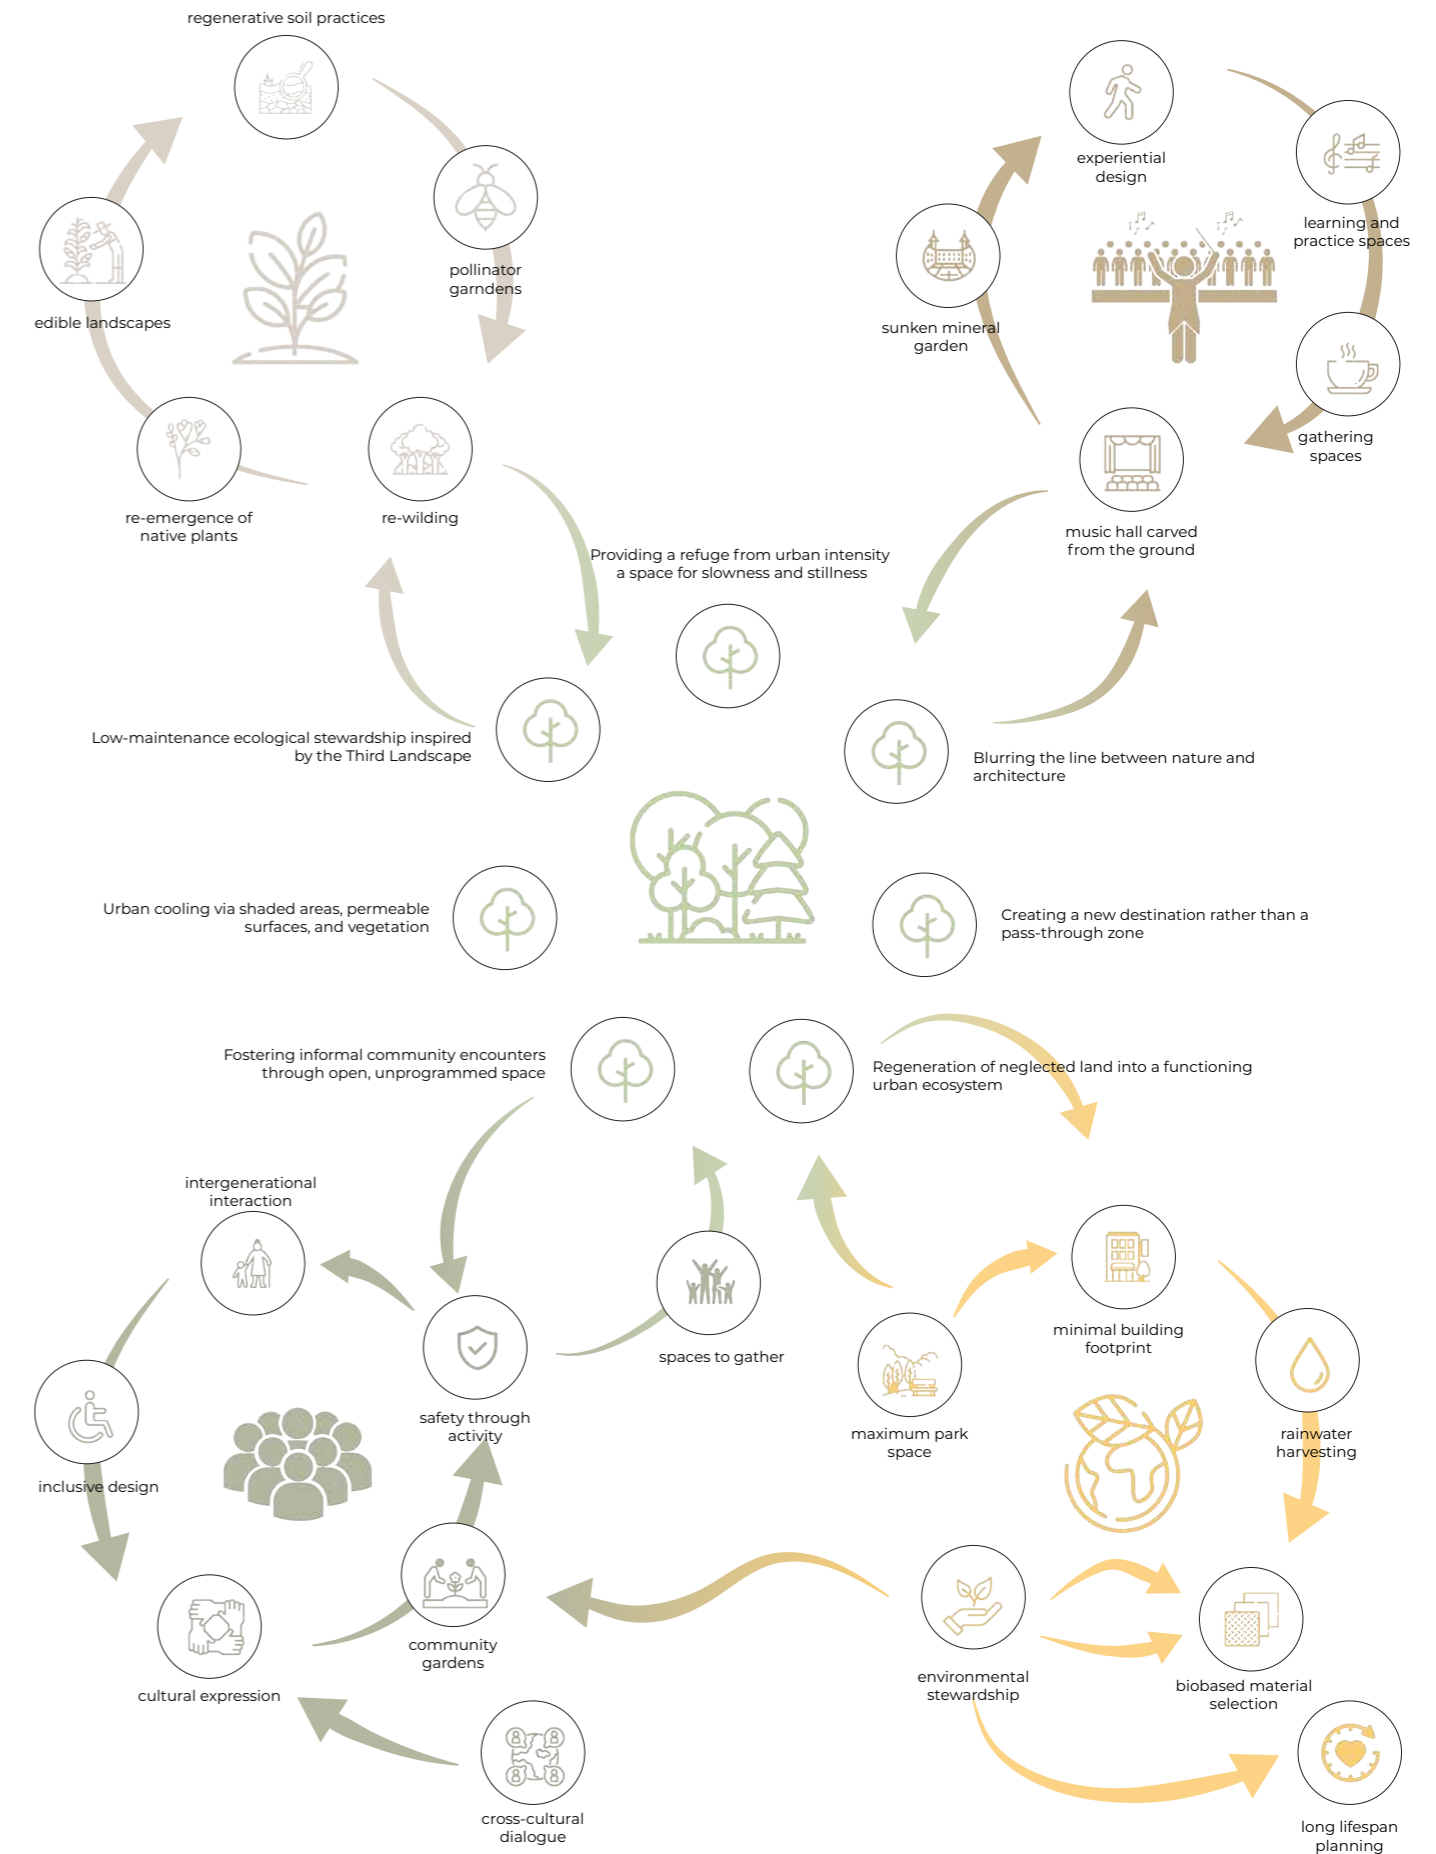 regenerative soil practices
experiential
design
learning and
practice spaces
pollinator
garndens
edible landscapes
sunken mineral
garden
gathering
spaces
re-emergence of
native plants
re-wilding
music hall carved
from the ground
Providing a refuge from urban intensity
a space for slowness and stillness
Low-maintenance ecological stewardship inspired
by the Third Landscape
Blurring the line between nature and
architecture
Urban cooling via shaded areas, permeable
surfaces, and vegetation
Creating a new destination rather than a
pass-through zone
Fostering informal community encounters
through open, unprogrammed space
Regeneration of neglected land into a functioning
urban ecosystem
intergenerational
interaction
spaces to gather
minimal building
footprint
safety through
activity
maximum park
space
rainwater
harvesting
inclusive design
community
gardens
environmental
stewardship
biobased material
selection
cultural expression
cross-cultural
dialogue
long lifespan
planning